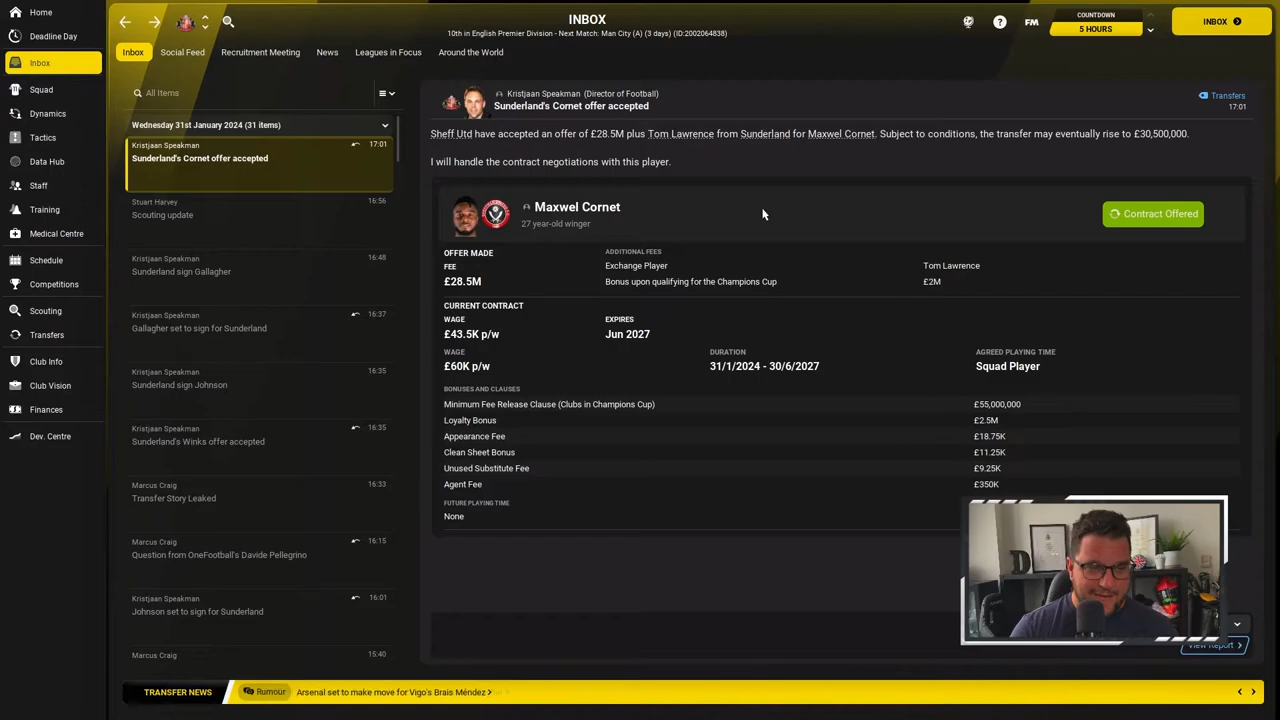 Home
Deadline Day
Inbox
Squad
Dynamics
Tactics
Data Hub
Staff
Training
Medical Centre
Schedule
Competitions
Scouting
Transfers
Club Info
Club Vision
Finances
Dev. Centre
INBOX
10th in English Premier Division - Next Match: Man City (A) (3 days) (ID:2002064838)
?
FM
COUNTDOWN
5 HOURS
INBOX
Inbox
Social Feed
Recruitment Meeting
News
Leagues in Focus
Around the World
All Items
Wednesday 31st January 2024 (31 items)
Kristjaan Speakman 17:01
Sunderland's Cornet offer accepted
Stuart Harvey 16:56
Scouting update
Kristjaan Speakman 16:48
Sunderland sign Gallagher
Kristjaan Speakman 16:37
Gallagher set to sign for Sunderland
Kristjaan Speakman 16:35
Sunderland sign Johnson
Kristjaan Speakman 16:35
Sunderland's Winks offer accepted
Marcus Craig 16:33
Transfer Story Leaked
Marcus Craig 16:15
Question from OneFootball's Davide Pellegrino
Kristjaan Speakman 16:01
Johnson set to sign for Sunderland
Marcus Craig 15:40
Kristjaan Speakman (Director of Football)
Sunderland's Cornet offer accepted
Transfers
17:01
Sheff Utd have accepted an offer of £28.5M plus Tom Lawrence from Sunderland for Maxwel Cornet. Subject to conditions, the transfer may eventually rise to £30,500,000.
I will handle the contract negotiations with this player.
Maxwel Cornet
27 year-old winger
Contract Offered
OFFER MADE
FEE
£28.5M
ADDITIONAL FEES
Exchange Player Tom Lawrence
Bonus upon qualifying for the Champions Cup £2M
CURRENT CONTRACT
WAGE EXPIRES
£43.5K p/w Jun 2027
WAGE DURATION AGREED PLAYING TIME
£60K p/w 31/1/2024 - 30/6/2027 Squad Player
BONUSES AND CLAUSES
Minimum Fee Release Clause (Clubs in Champions Cup) £55,000,000
Loyalty Bonus £2.5M
Appearance Fee £18.75K
Clean Sheet Bonus £11.25K
Unused Substitute Fee £9.25K
Agent Fee £350K
FUTURE PLAYING TIME
None
D
View Report
TRANSFER NEWS
Rumour
Arsenal set to make move for Vigo's Brais Méndez